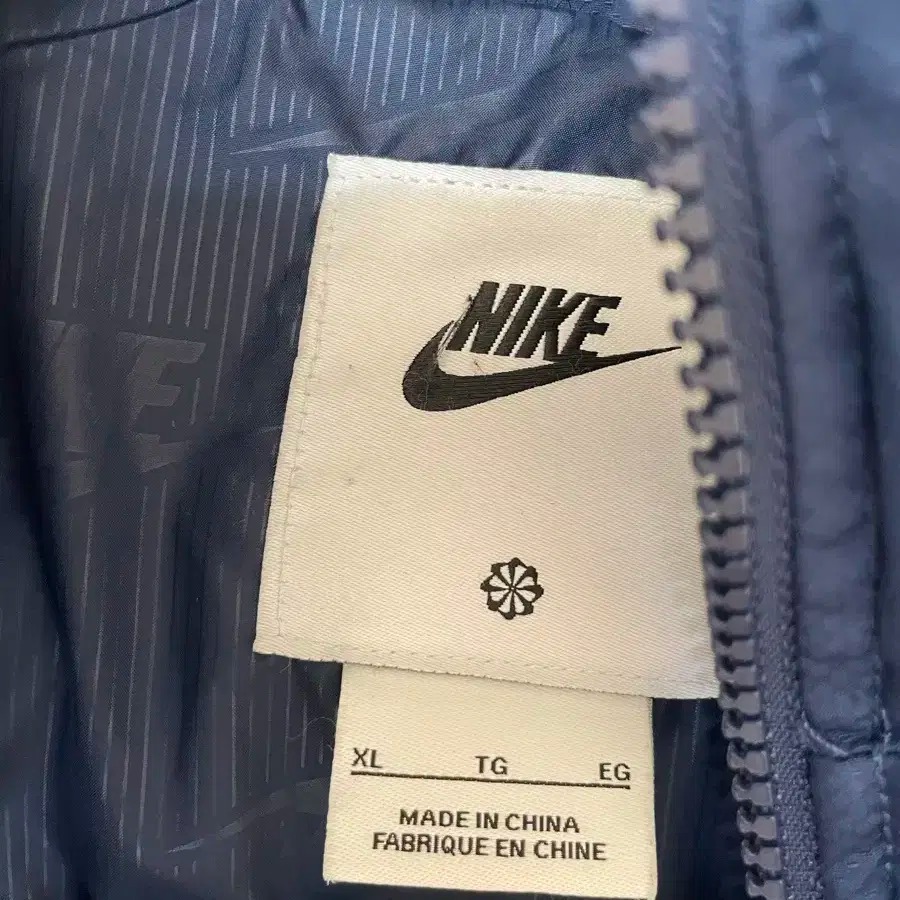 NIKE
XL TG EG
MADE IN CHINA
FABRIQUE EN CHINE